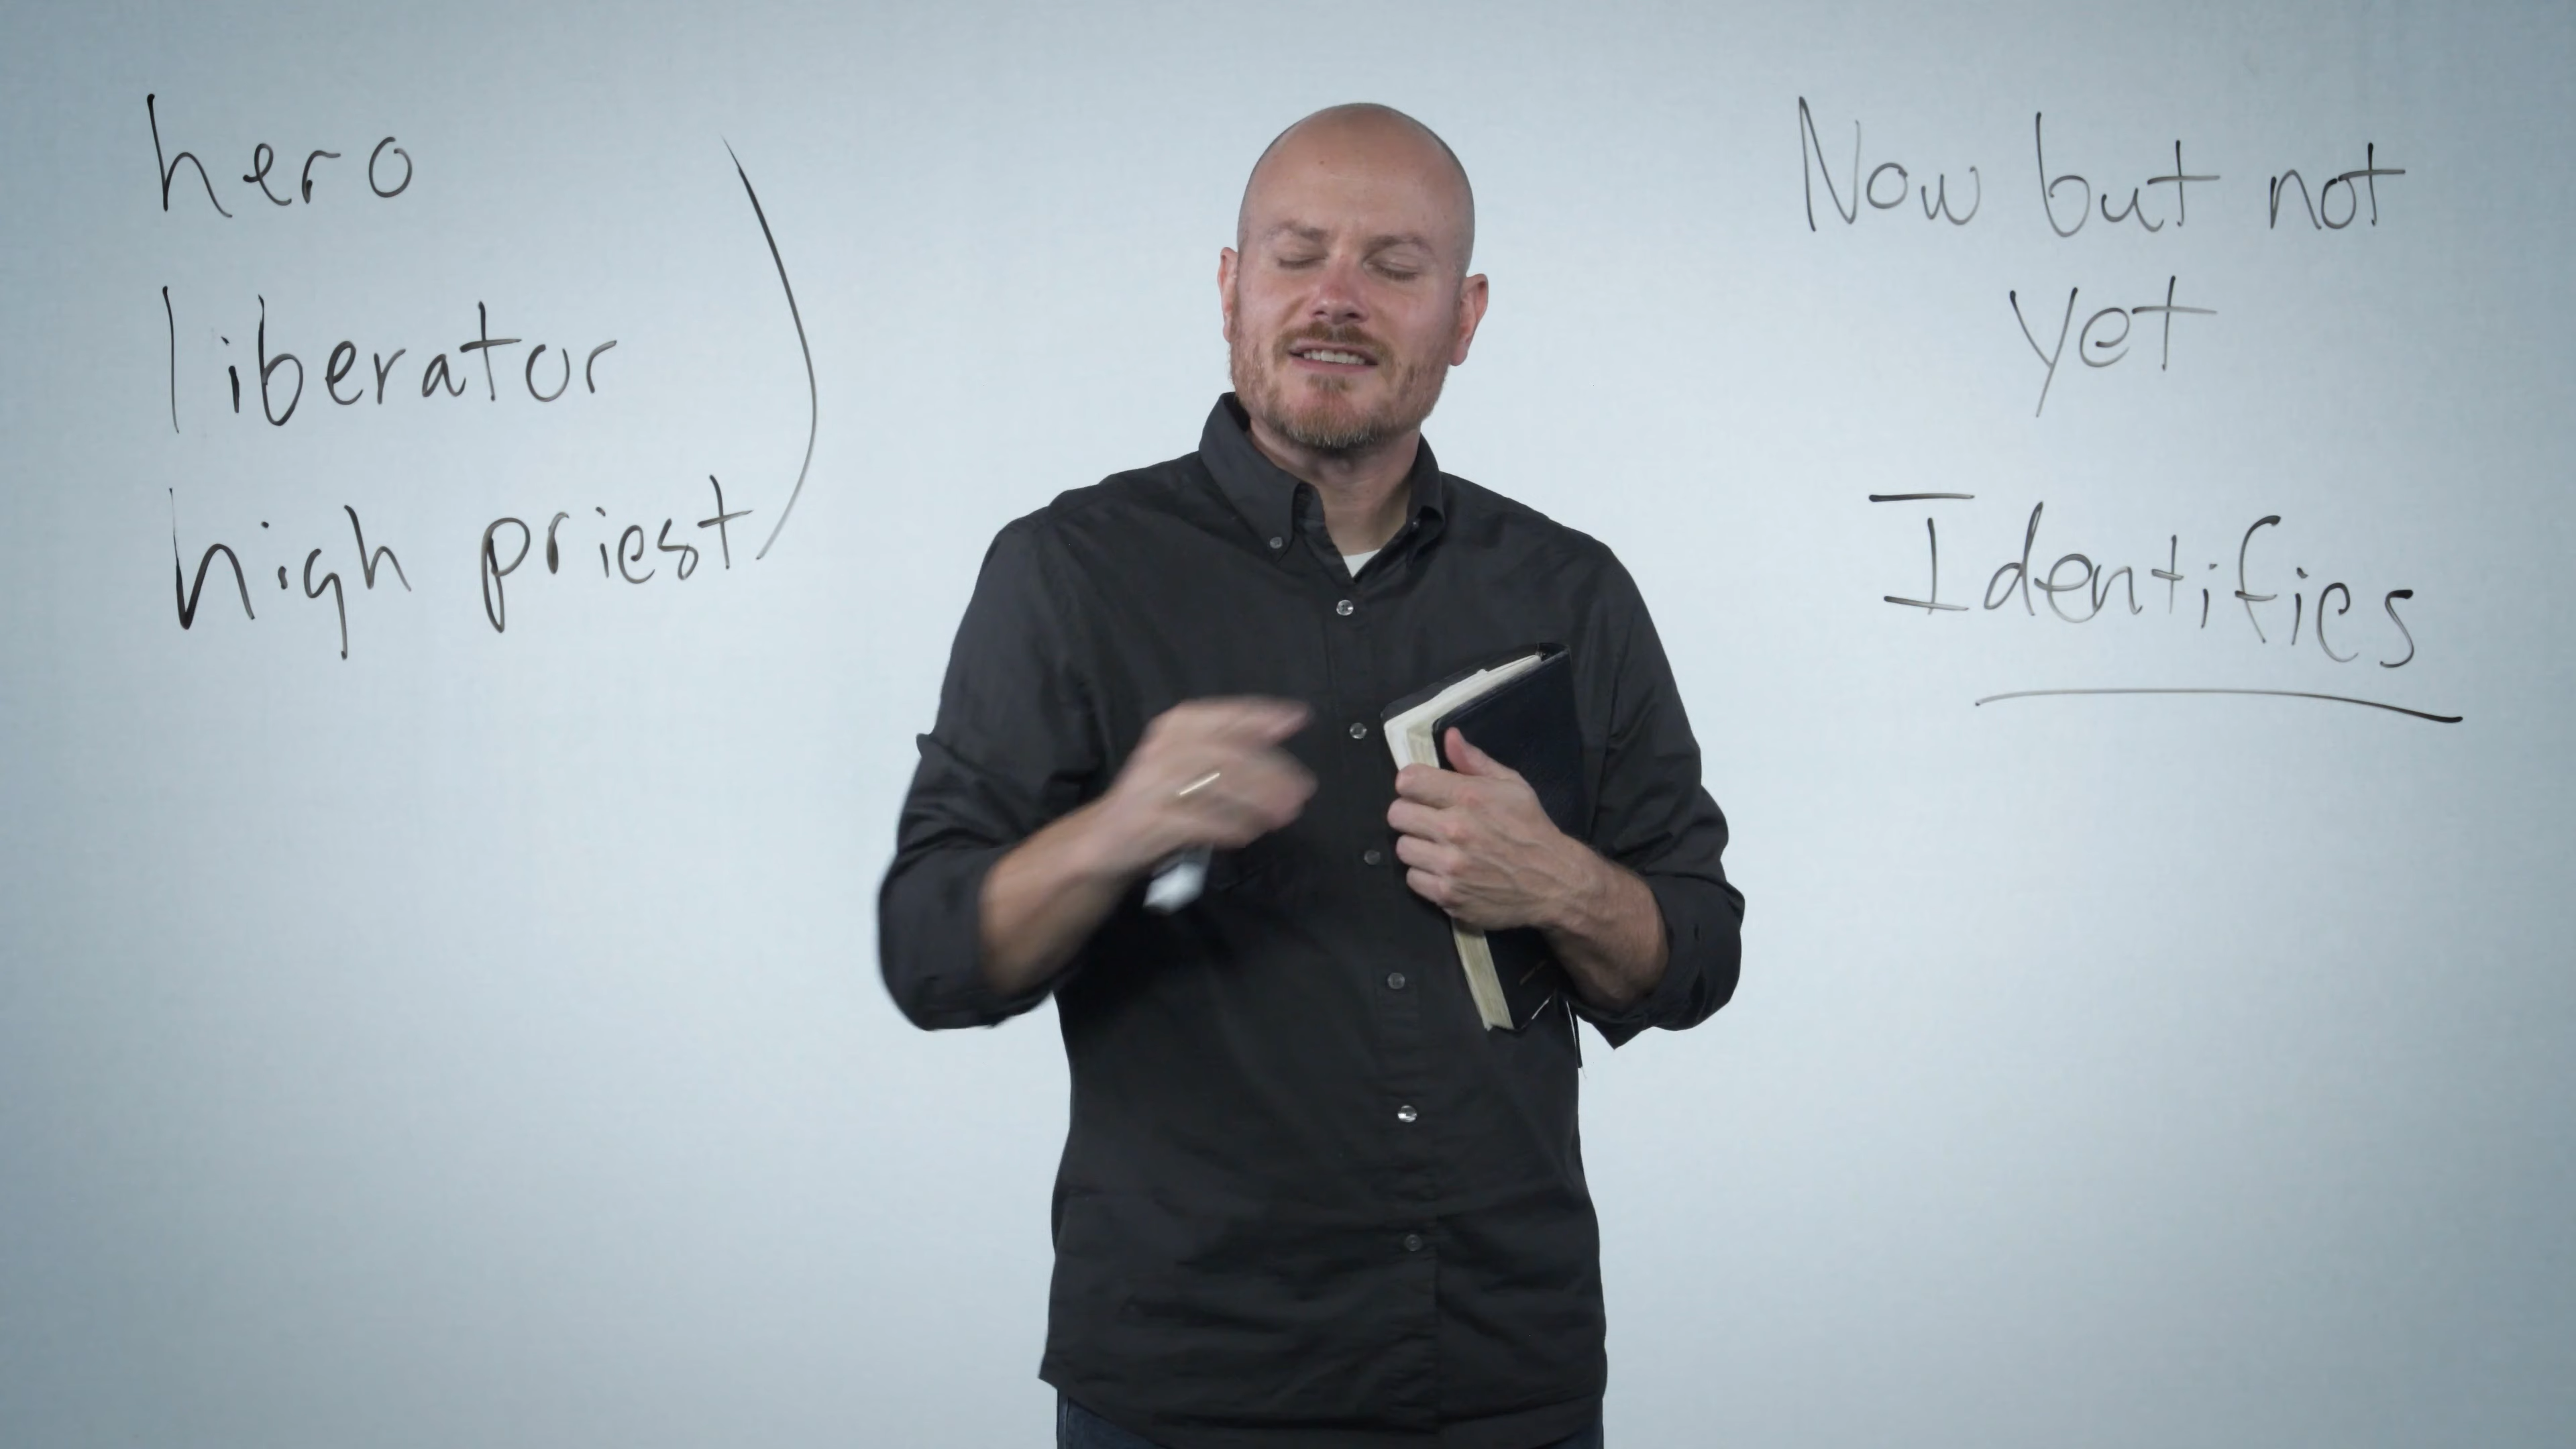 hero
liberator
high priest
Now but not
yet
Identifies